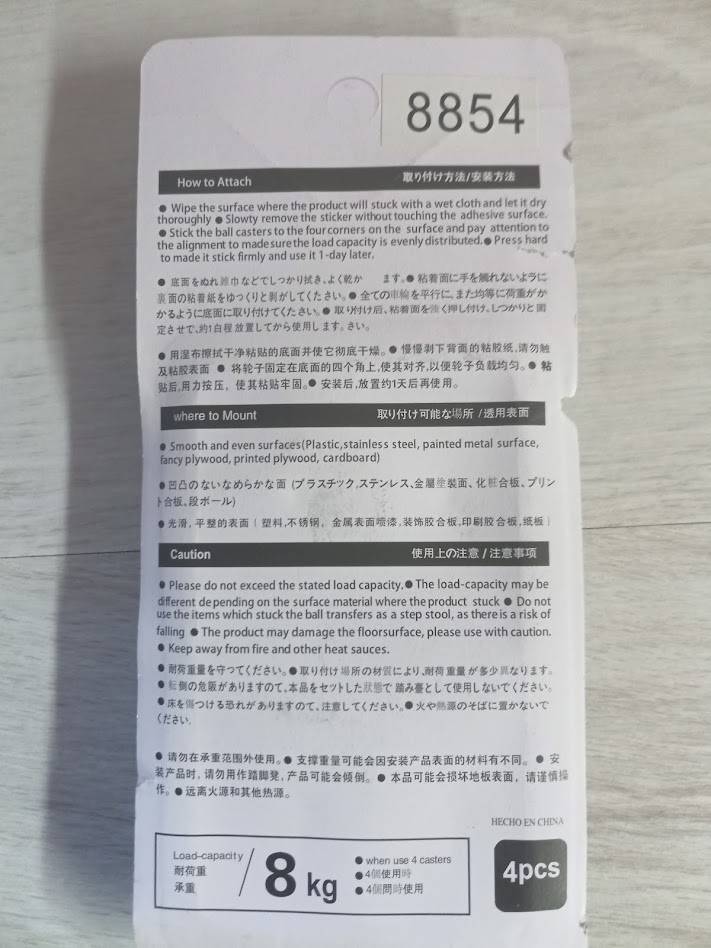 8854
How to Attach 取り付け方法/安装方法
● Wipe the surface where the product will stuck with a wet cloth and let it dry
thoroughly ● Slowty remove the sticker without touching the adhesive surface.
● Stick the ball casters to the four corners on the surface and pay attention to
the alignment to made sure the load capacity is evenly distributed.● Press hard
to made it stick firmly and use it 1-day later.
● 底面をぬれ雑巾などでしっかり拭き、よく乾か ます。● 粘着面に手を触れないように
裏面の粘着紙をゆっくりと剥がしてください。● 全ての車輪を平行に、また均等に荷重がか
かるように底面に取り付けてください。● 取り付け后、粘着面を強く押し付け、しつかりと固
定させて、約1白程放置してから使用します。さい。
● 用湿布擦拭干净粘贴的底面并使它彻底干燥。● 慢慢剥下背面的粘胶纸,请勿触
及粘胶表面 ● 将轮子固定在底面的四个角上,使其对齐,以便轮子负载均匀。● 粘
贴后,用力按压, 使其粘贴牢固。● 安装后,放置约1天后再使用。
where to Mount 取り付け可能な場所 /透用表面
● Smooth and even surfaces(Plastic,stainless steel, painted metal surface,
fancy plywood, printed plywood, cardboard)
● 凹凸のないなめらかな面 (プラスチック,ステンレス、金屬塗裝面、化粧合板、プリン
ト合板、段ボール)
● 光滑, 平整的表面 ( 塑料,不锈钢, 金属表面喷漆,装饰胶合板,印刷胶合板,纸板 )
Caution 使用上の注意 / 注意事项
● Please do not exceed the stated load capacity.● The load-capacity may be
different depending on the surface material where the product stuck ● Do not
use the items which stuck the ball transfers as a step stool, as there is a risk of
falling ● The product may damage the floorsurface, please use with caution.
● Keep away from fire and other heat sauces.
● 耐荷重量を守つてください。● 取り付け場所の材質により、耐荷重量が多少異なります。
● 転倒の危険がありますので、本品をセットした狀態で踏み臺として使用しないでください。
● 床を傷つける恐れがありますので、注意してください。● 火や熱源のそばに置かないで
ください.
● 请勿在承重范围外使用。● 支撑重量可能会因安装产品表面的材料有不同。 ● 安
装产品时, 请勿用作踏脚凳,产品可能会倾倒。 ● 本品可能会损坏地板表面, 请谨慎操
作。● 远离火源和其他热源。
HECHO EN CHINA
Load-capacity
耐荷重
承重
8 kg
● when use 4 casters
● 4個使用時
● 4個問時使用
4pcs